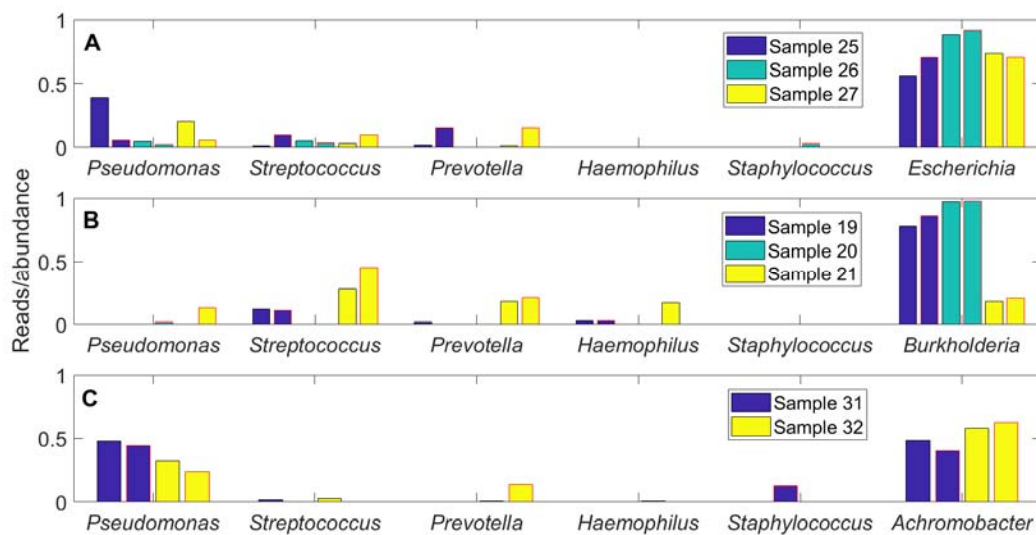 A
1
0.5
0
Sample 25
Sample 26
Sample 27
Pseudomonas Streptococcus Prevotella Haemophilus Staphylococcus Escherichia
Reads/abundance
B
1
0.5
0
Sample 19
Sample 20
Sample 21
Pseudomonas Streptococcus Prevotella Haemophilus Staphylococcus Burkholderia
C
1
0.5
0
Sample 31
Sample 32
Pseudomonas Streptococcus Prevotella Haemophilus Staphylococcus Achromobacter